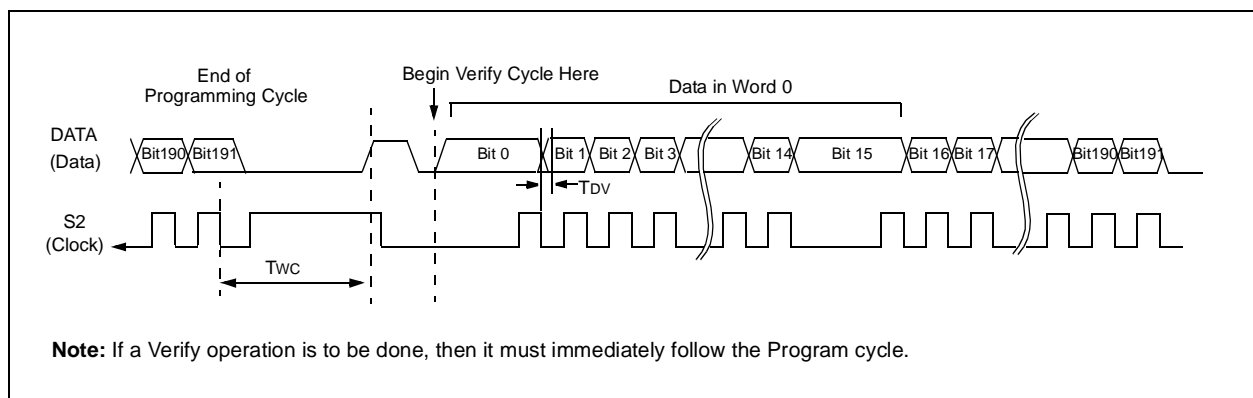 End of
Programming Cycle
Begin Verify Cycle Here
Data in Word 0
DATA
(Data)
Bit190 Bit191 Bit 0 Bit 1 Bit 2 Bit 3 Bit 14 Bit 15 Bit 16 Bit 17 Bit190 Bit191
TDV
S2
(Clock)
TWC
Note: If a Verify operation is to be done, then it must immediately follow the Program cycle.